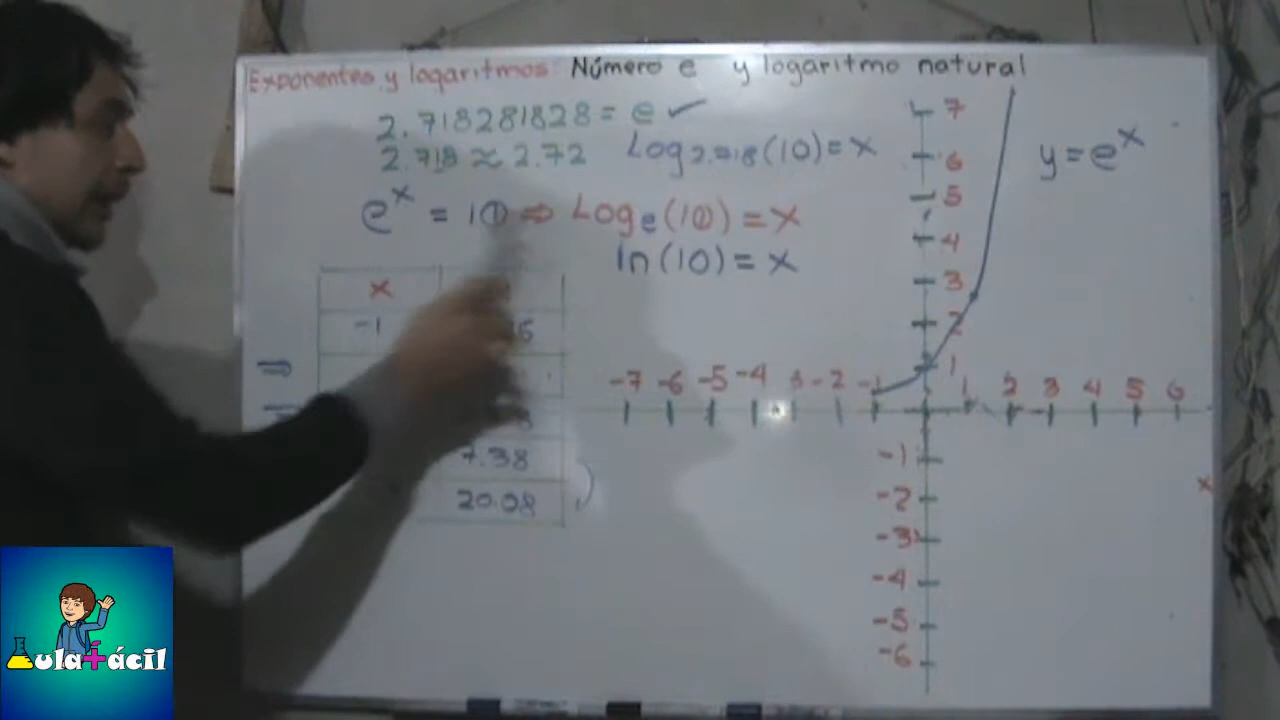 Exponentes y logaritmos: Número e y logaritmo natural
2.718281828 = e ✓
2.718 ≈ 2.72
Log2.718(10) = x
e^x = 10 ⇒ Loge(10) = x
ln(10) = x
x
-1
7.38
20.08
y = e^x
7
6
5
4
3
2
1
-7 -6 -5 -4 3 -2 -1 1 2 3 4 5 6
-1
-2
-3
-4
-5
-6
x
Aula+ácil